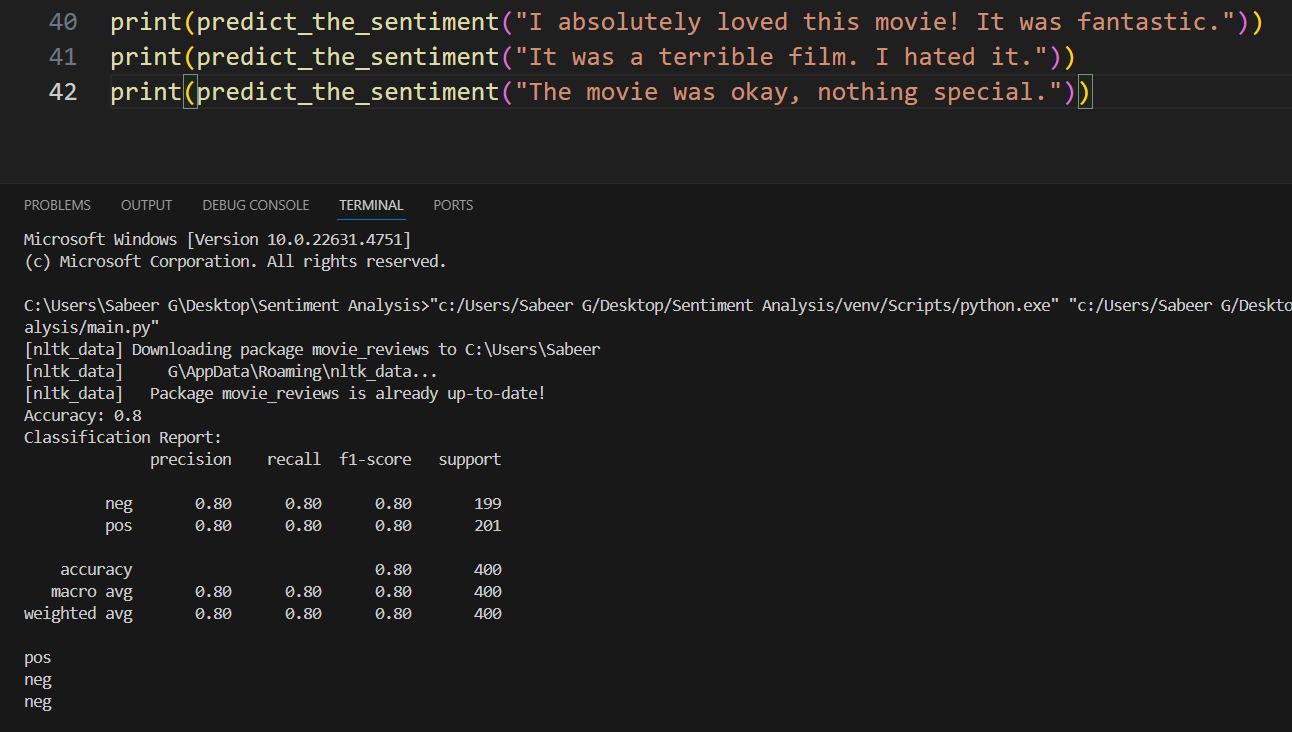 40 print(predict_the_sentiment("I absolutely loved this movie! It was fantastic."))
41 print(predict_the_sentiment("It was a terrible film. I hated it."))
42 print(predict_the_sentiment("The movie was okay, nothing special."))
PROBLEMS OUTPUT DEBUG CONSOLE TERMINAL PORTS
Microsoft Windows [Version 10.0.22631.4751]
(c) Microsoft Corporation. All rights reserved.
C:\Users\Sabeer G\Desktop\Sentiment Analysis>"c:/Users/Sabeer G/Desktop/Sentiment Analysis/venv/Scripts/python.exe" "c:/Users/Sabeer G/Deskto
alysis/main.py"
[nltk_data] Downloading package movie_reviews to C:\Users\Sabeer
[nltk_data]     G\AppData\Roaming\nltk_data...
[nltk_data]   Package movie_reviews is already up-to-date!
Accuracy: 0.8
Classification Report:
              precision    recall  f1-score   support
         neg       0.80      0.80      0.80       199
         pos       0.80      0.80      0.80       201
    accuracy                           0.80       400
   macro avg       0.80      0.80      0.80       400
weighted avg       0.80      0.80      0.80       400
pos
neg
neg